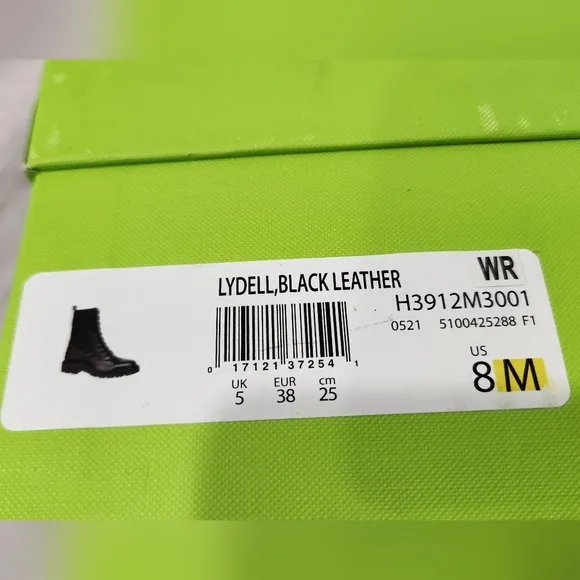 WR
LYDELL,BLACK LEATHER
H3912M3001
0521 5100425288 F1
0 17121 37254 1
UK EUR cm
5 38 25
US
8 M